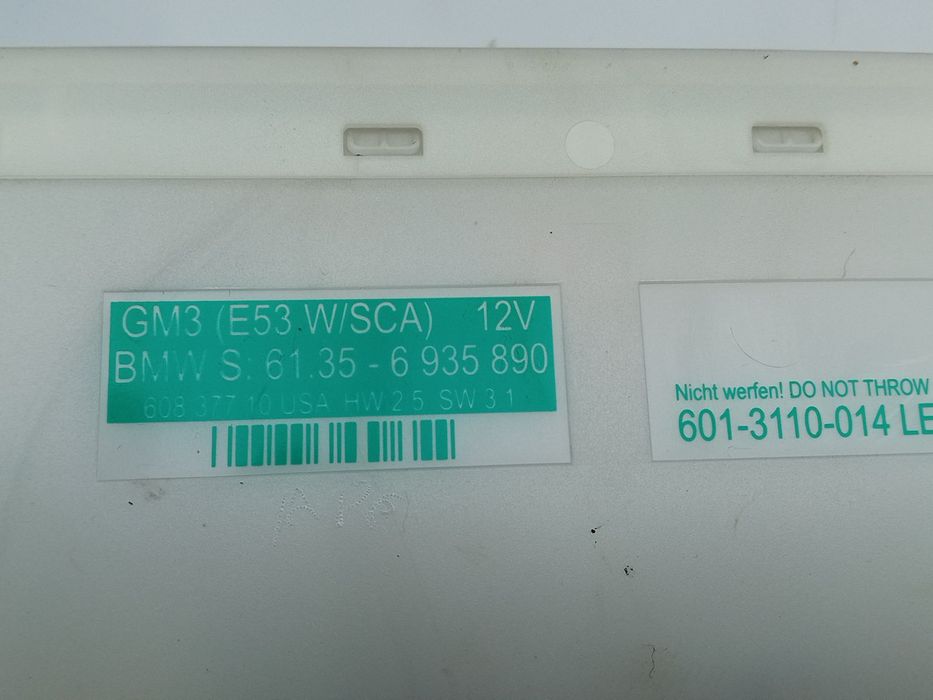 GM3 (E53 W/SCA) 12V
BMW S: 61.35 - 6 935 890
608 377 10 USA HW 2.5 SW 3.1
Nicht werfen! DO NOT THROW
601-3110-014 LE